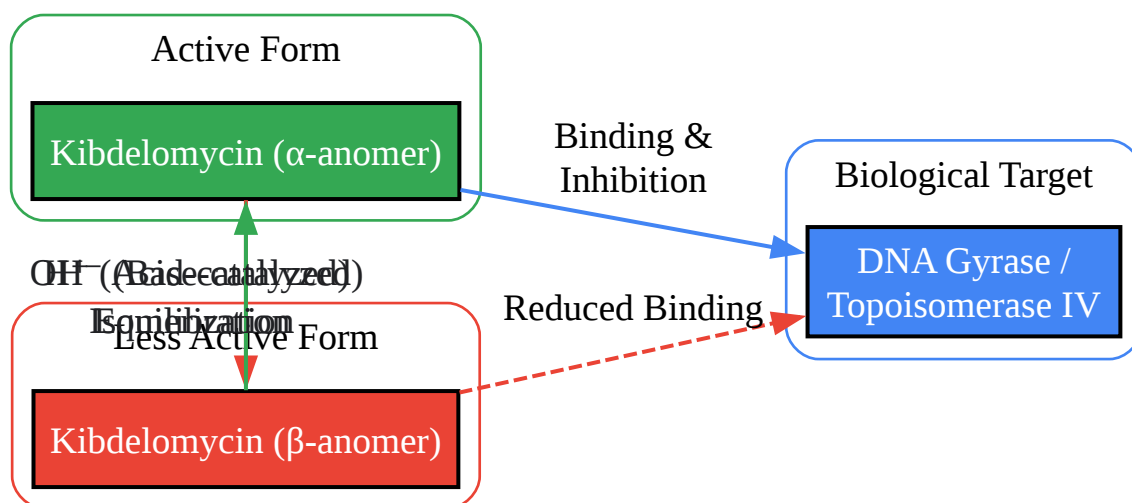 Active Form
Kibdelomycin (α-anomer)
Binding &
Inhibition
Biological Target
DNA Gyrase /
Topoisomerase IV
Reduced Binding
Less Active Form
Kibdelomycin (β-anomer)